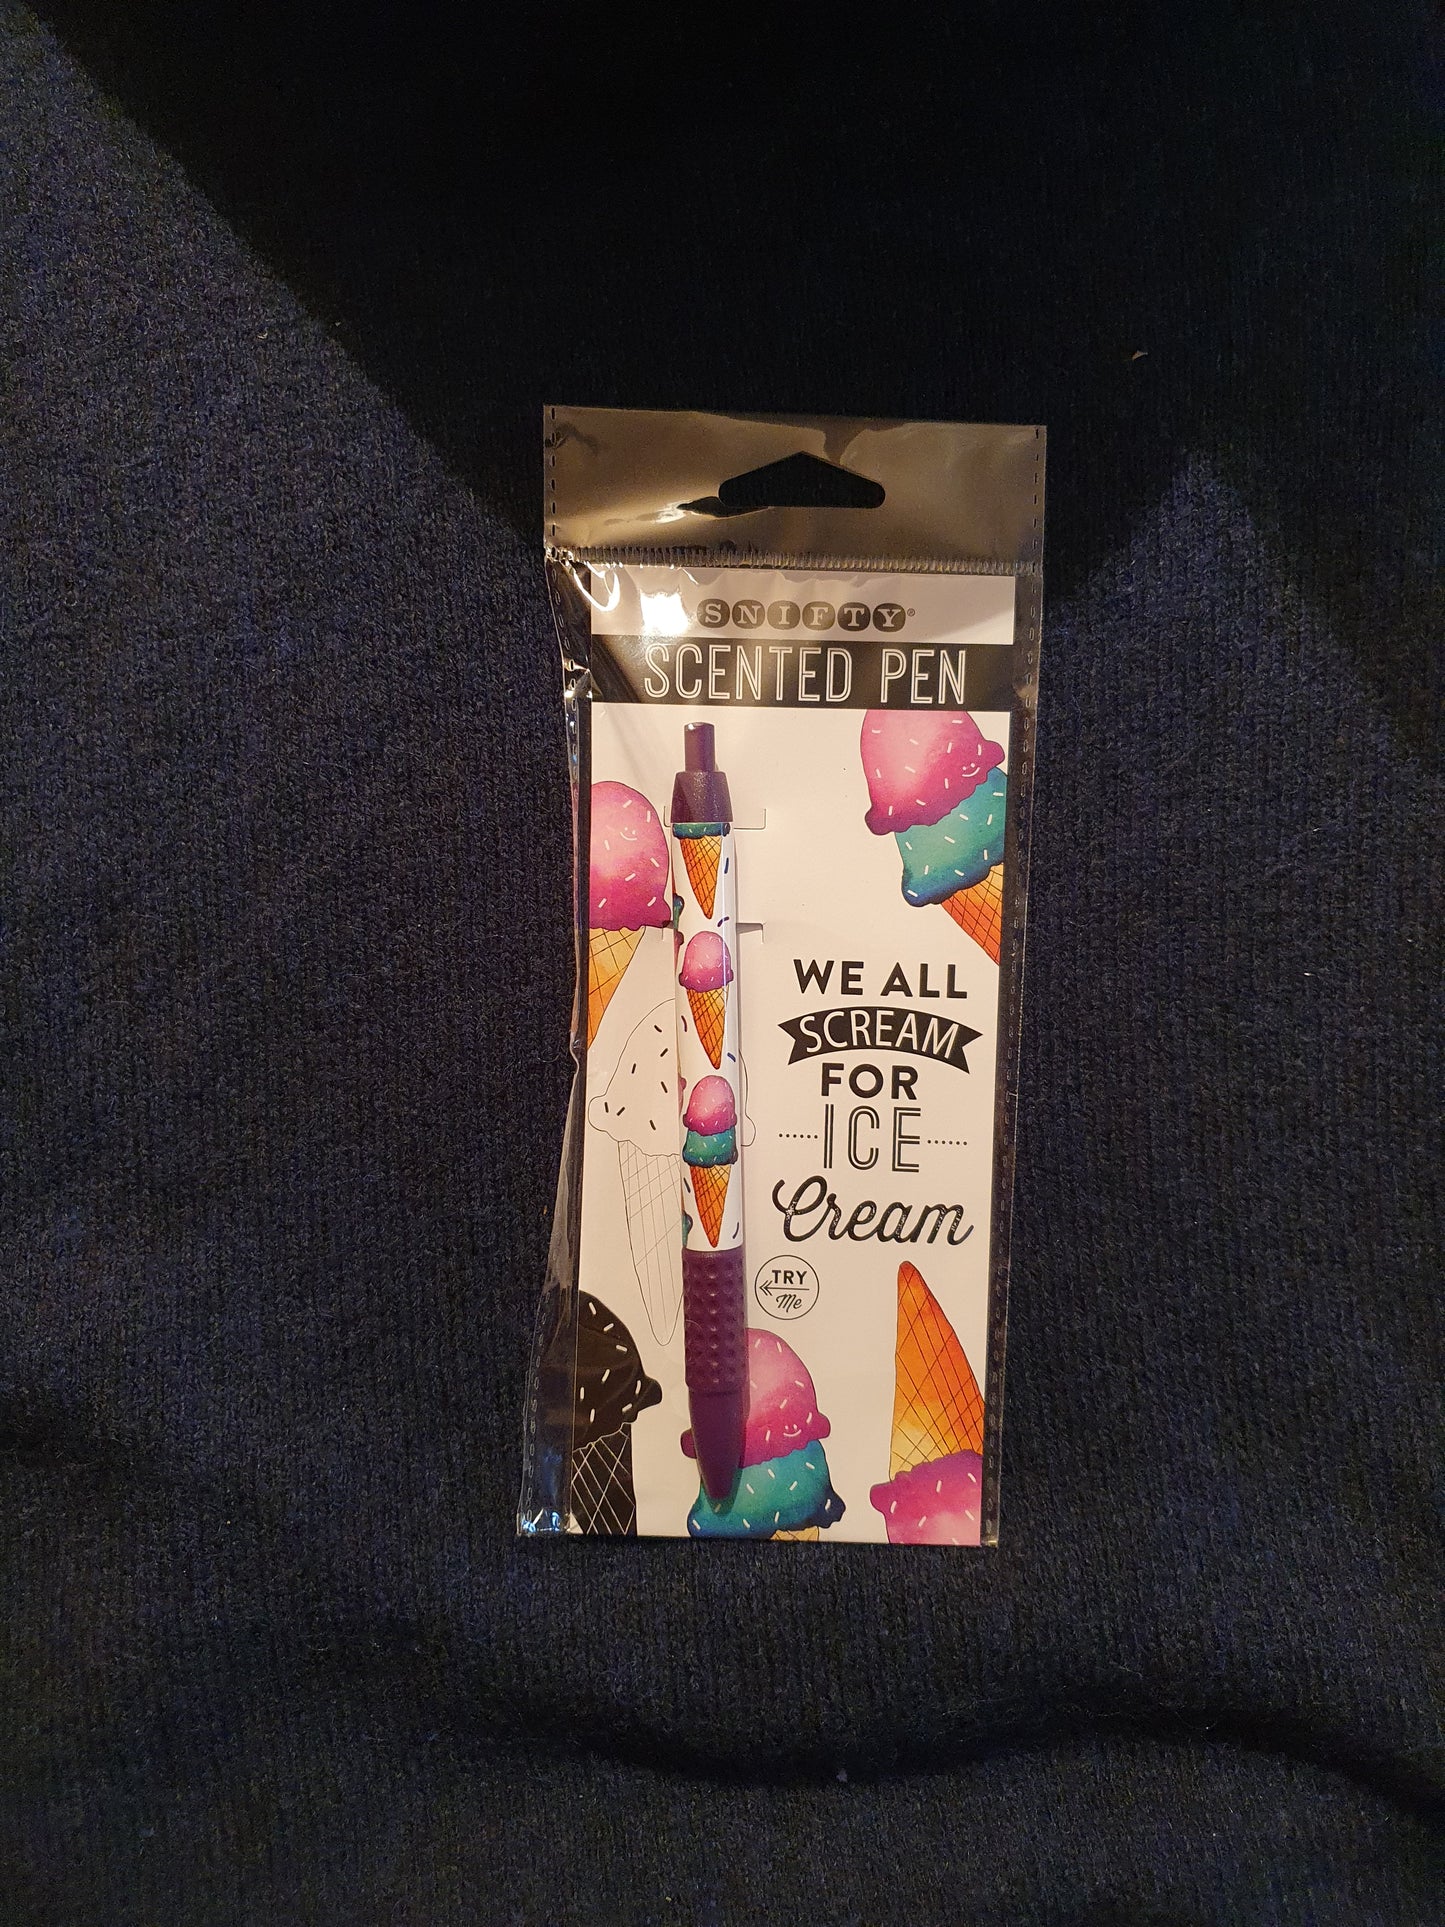 SNIFTY®
SCENTED PEN
WE ALL
SCREAM
FOR
ICE
Cream
TRY
Me